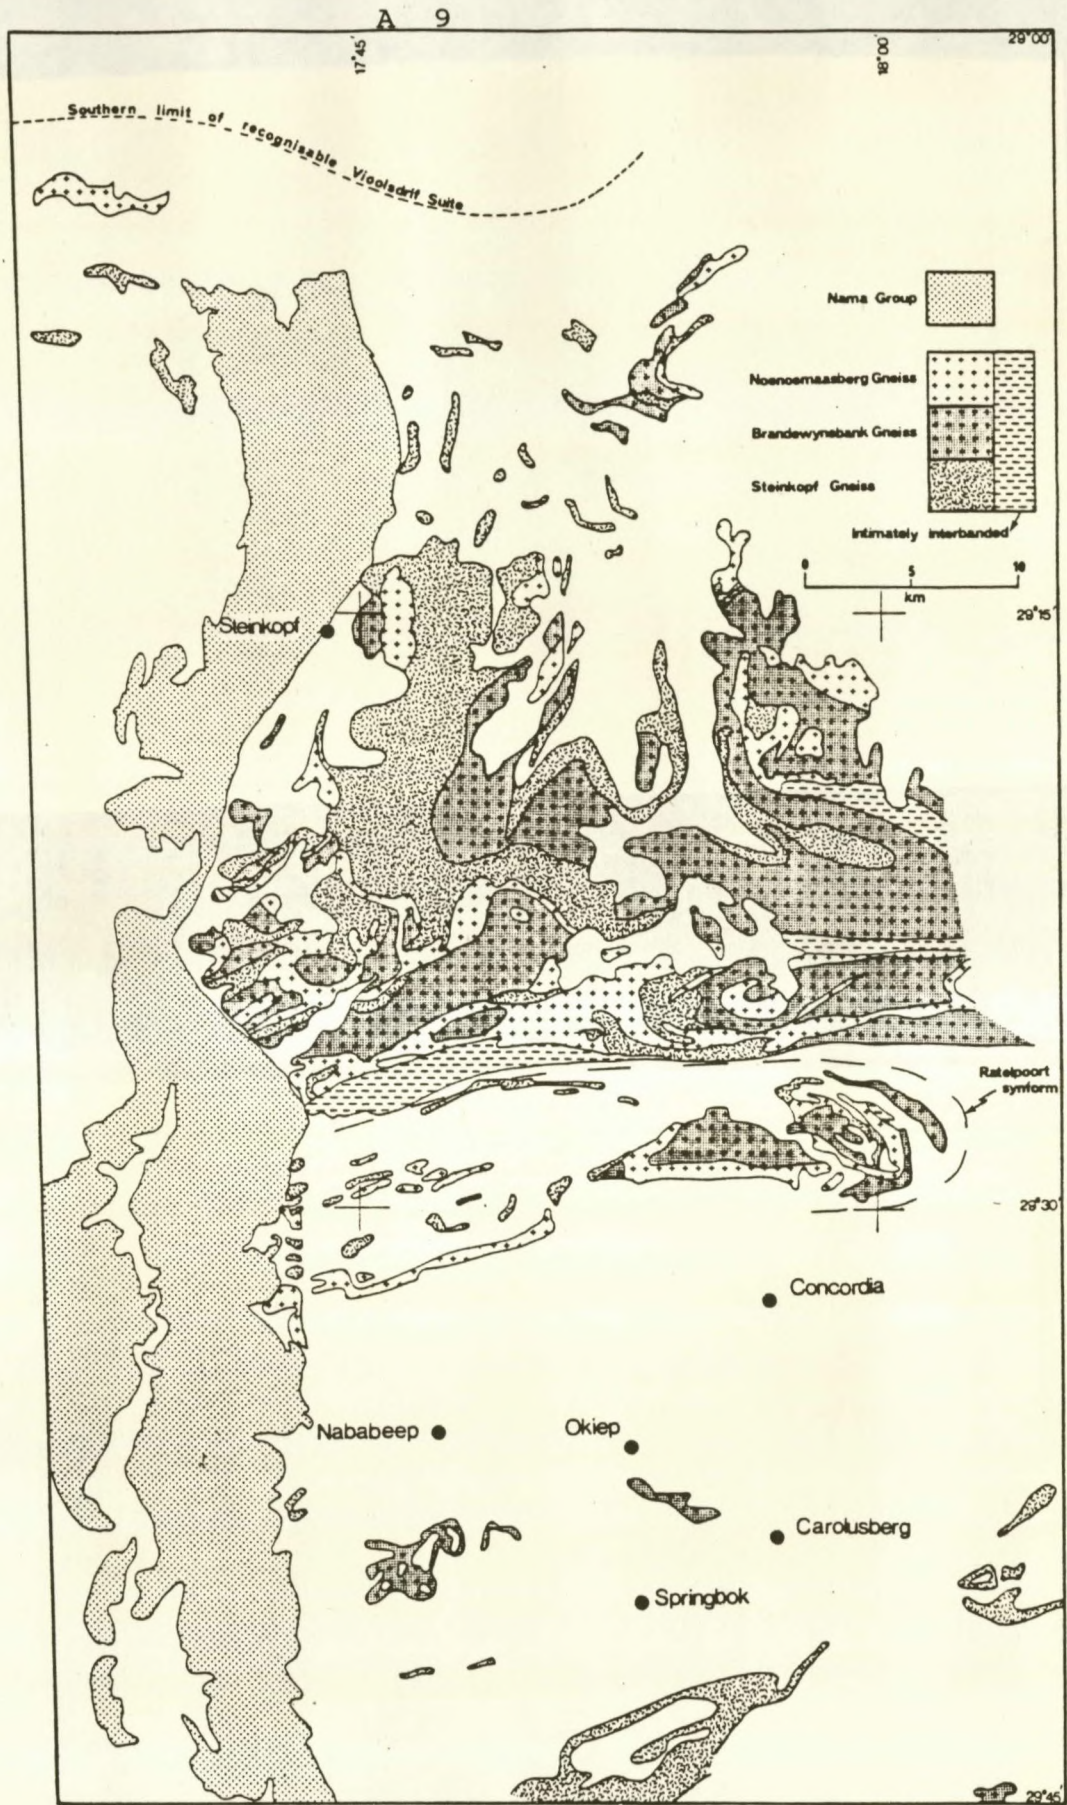 A 9
17°45'
18°00'
29°00'
Southern limit of recognisable Vioolsdrif Suite
Nama Group
Noenoemaasberg Gneiss
Brandewynsbank Gneiss
Steinkopf Gneiss
Intimately interbanded
0 5 10
km
29°15'
Steinkopf
Ratelpoort
synform
29°30'
Concordia
Nababeep
Okiep
Carolusberg
Springbok
29°45'